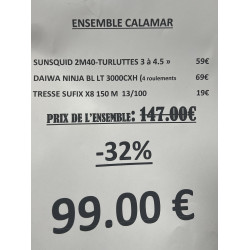 ENSEMBLE CALAMAR
SUNSQUID 2M40-TURLUTTES 3 à 4.5 » 59€
DAIWA NINJA BL LT 3000CXH (4 roulements 69€
TRESSE SUFIX X8 150 M 13/100 19€
PRIX DE L'ENSEMBLE: 147.00€
-32%
99.00 €